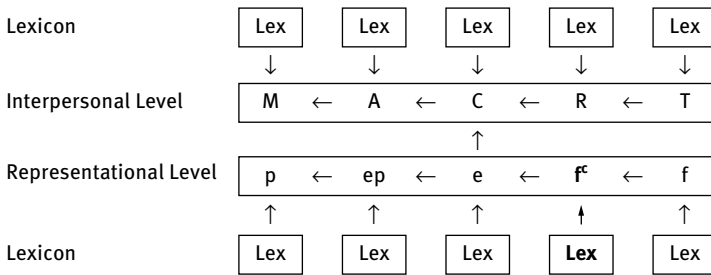 Lexicon Lex Lex Lex Lex Lex
↓ ↓ ↓ ↓ ↓
Interpersonal Level M ← A ← C ← R ← T
↑
Representational Level p ← ep ← e ← fᶜ ← f
↑ ↑ ↑ ↑ ↑
Lexicon Lex Lex Lex Lex Lex